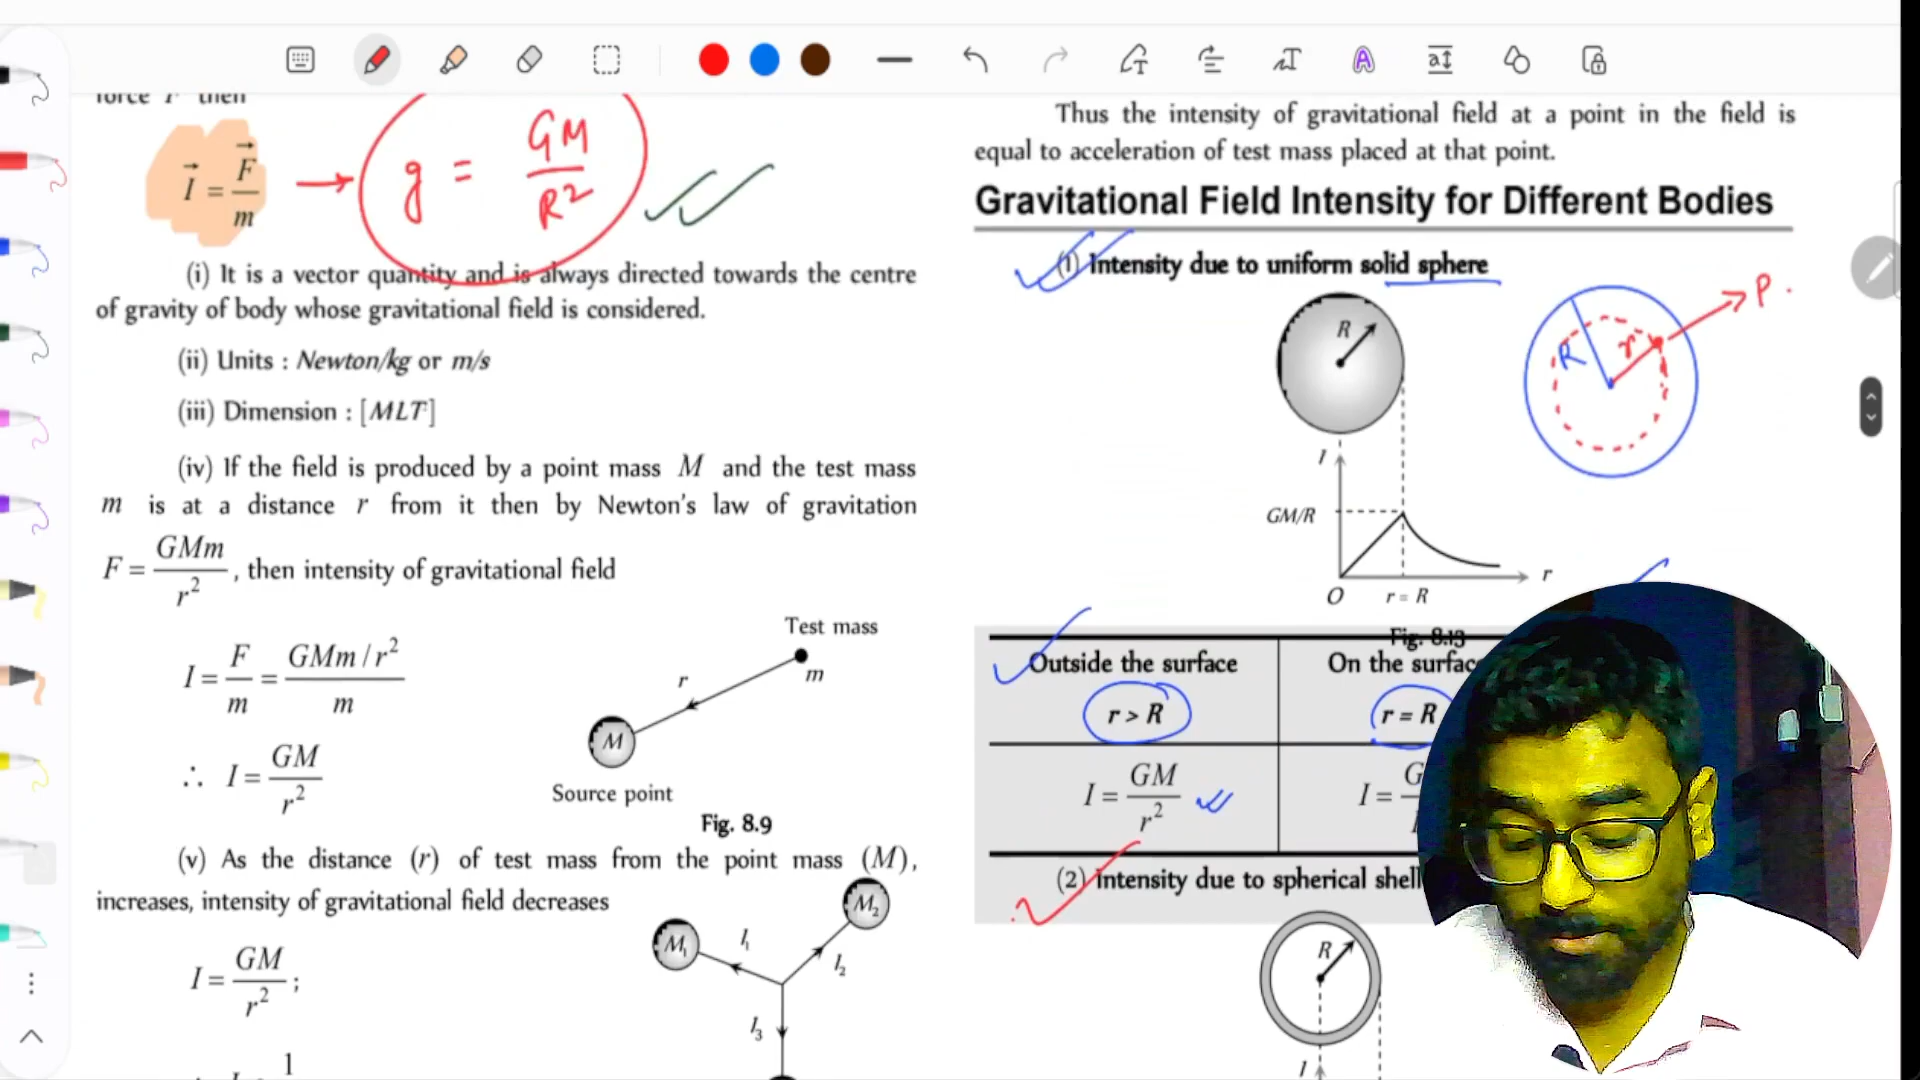 force F then
I = F/m → g = GM/R²
(i) It is a vector quantity and is always directed towards the centre
of gravity of body whose gravitational field is considered.
(ii) Units : Newton/kg or m/s
(iii) Dimension : [MLT]
(iv) If the field is produced by a point mass M and the test mass
m is at a distance r from it then by Newton's law of gravitation
F = GMm/r² , then intensity of gravitational field
I = F/m = GMm/r²/m
∴ I = GM/r²
Test mass
m
r
M
Source point
Fig. 8.9
(v) As the distance (r) of test mass from the point mass (M),
increases, intensity of gravitational field decreases
I = GM/r² ;
1
M₁
I₁
M₂
I₂
I₃
Thus the intensity of gravitational field at a point in the field is
equal to acceleration of test mass placed at that point.
Gravitational Field Intensity for Different Bodies
(1) Intensity due to uniform solid sphere
R
R r P.
I
GM/R
O r = R r
Fig. 8.13
Outside the surface
r > R
I = GM/r²
On the
r = R
I =
(2) Intensity due to spherical shell
R
I